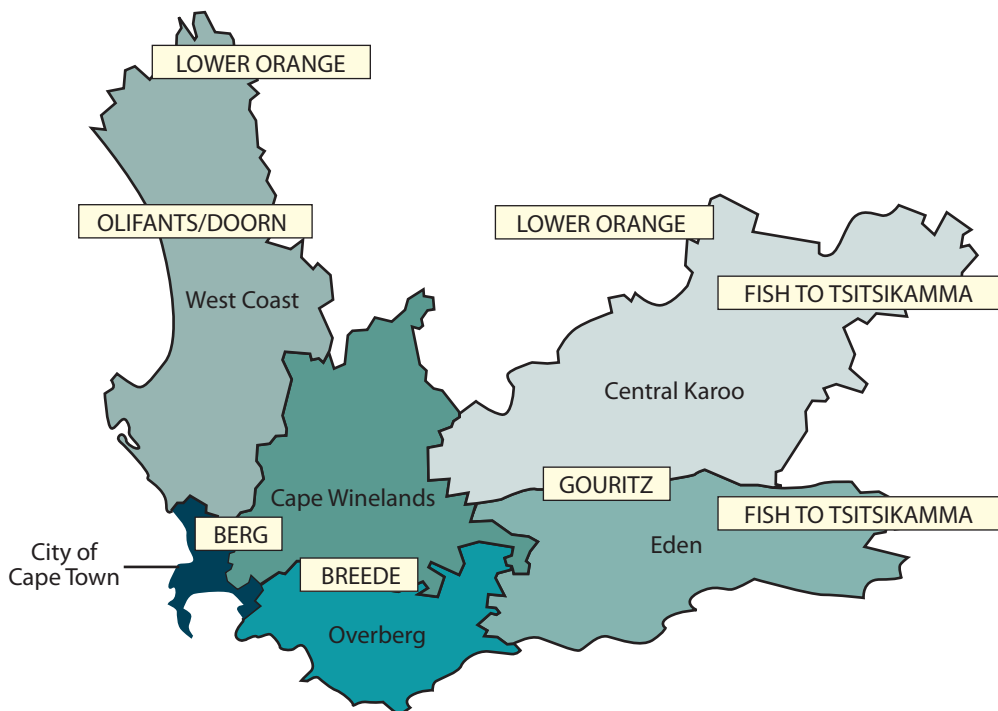 LOWER ORANGE
OLIFANTS/DOORN
LOWER ORANGE
FISH TO TSITSIKAMMA
West Coast
Central Karoo
GOURITZ
Cape Winelands
FISH TO TSITSIKAMMA
BERG
Eden
City of
Cape Town
BREEDE
Overberg